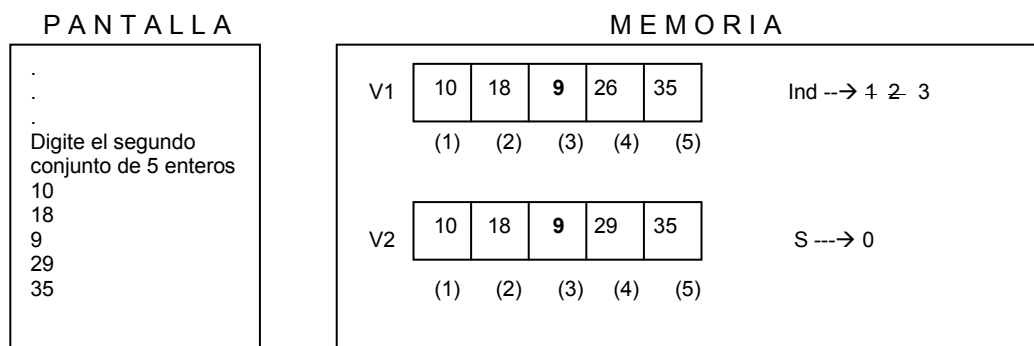 P A N T A L L A
M E M O R I A
.
.
.
Digite el segundo
conjunto de 5 enteros
10
18
9
29
35
V1 10 18 9 26 35 Ind --→ 1 2 3
(1) (2) (3) (4) (5)
V2 10 18 9 29 35 S ---→ 0
(1) (2) (3) (4) (5)